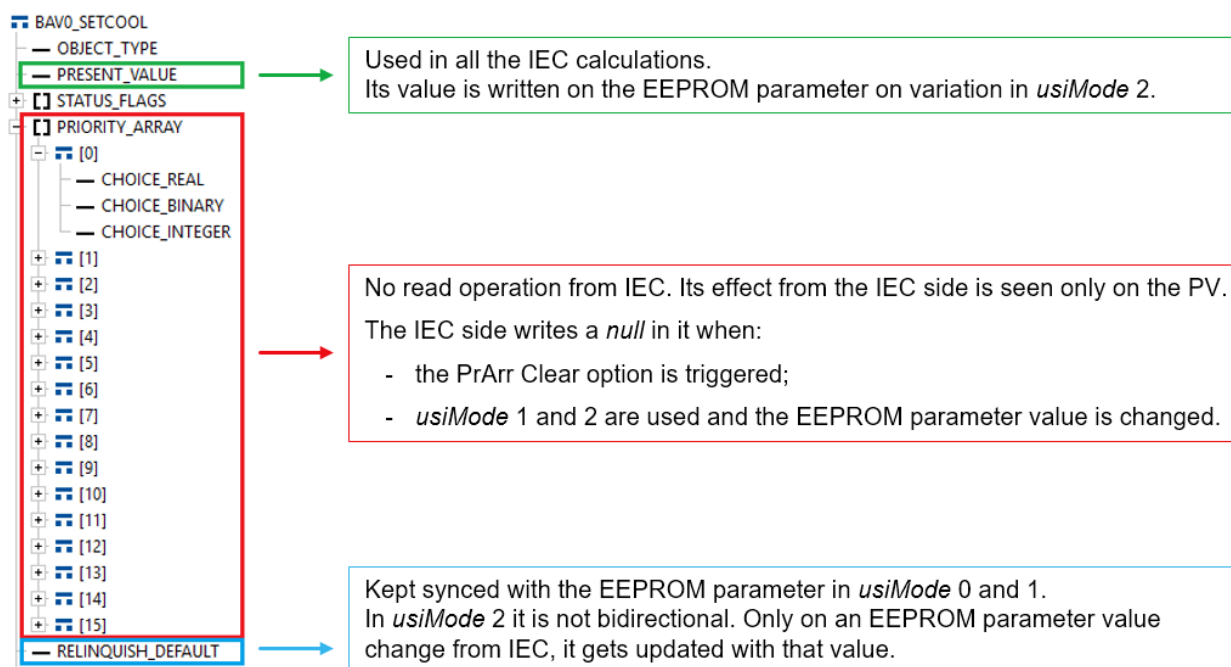 BAV0_SETCOOL
OBJECT_TYPE
PRESENT_VALUE
STATUS_FLAGS
PRIORITY_ARRAY
[0]
CHOICE_REAL
CHOICE_BINARY
CHOICE_INTEGER
[1]
[2]
[3]
[4]
[5]
[6]
[7]
[8]
[9]
[10]
[11]
[12]
[13]
[14]
[15]
RELINQUISH_DEFAULT
Used in all the IEC calculations.
Its value is written on the EEPROM parameter on variation in usiMode 2.
No read operation from IEC. Its effect from the IEC side is seen only on the PV.
The IEC side writes a null in it when:
- the PrArr Clear option is triggered;
- usiMode 1 and 2 are used and the EEPROM parameter value is changed.
Kept synced with the EEPROM parameter in usiMode 0 and 1.
In usiMode 2 it is not bidirectional. Only on an EEPROM parameter value
change from IEC, it gets updated with that value.